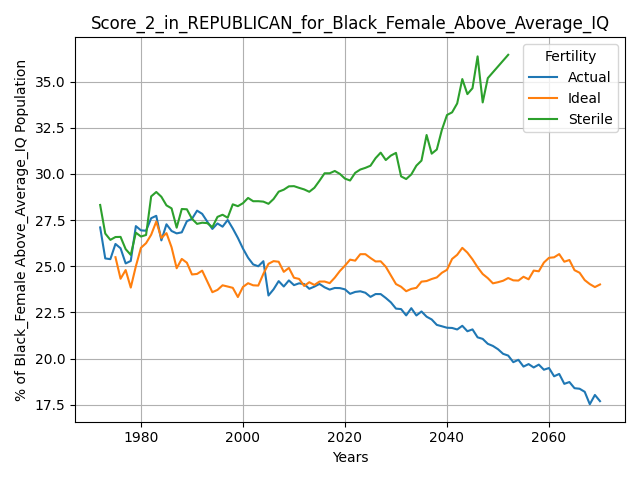 Score_2_in_REPUBLICAN_for_Black_Female_Above_Average_IQ
% of Black_Female Above_Average_IQ Population
35.0
32.5
30.0
27.5
25.0
22.5
20.0
17.5
Fertility
Actual
Ideal
Sterile
1980
2000
2020
2040
2060
Years